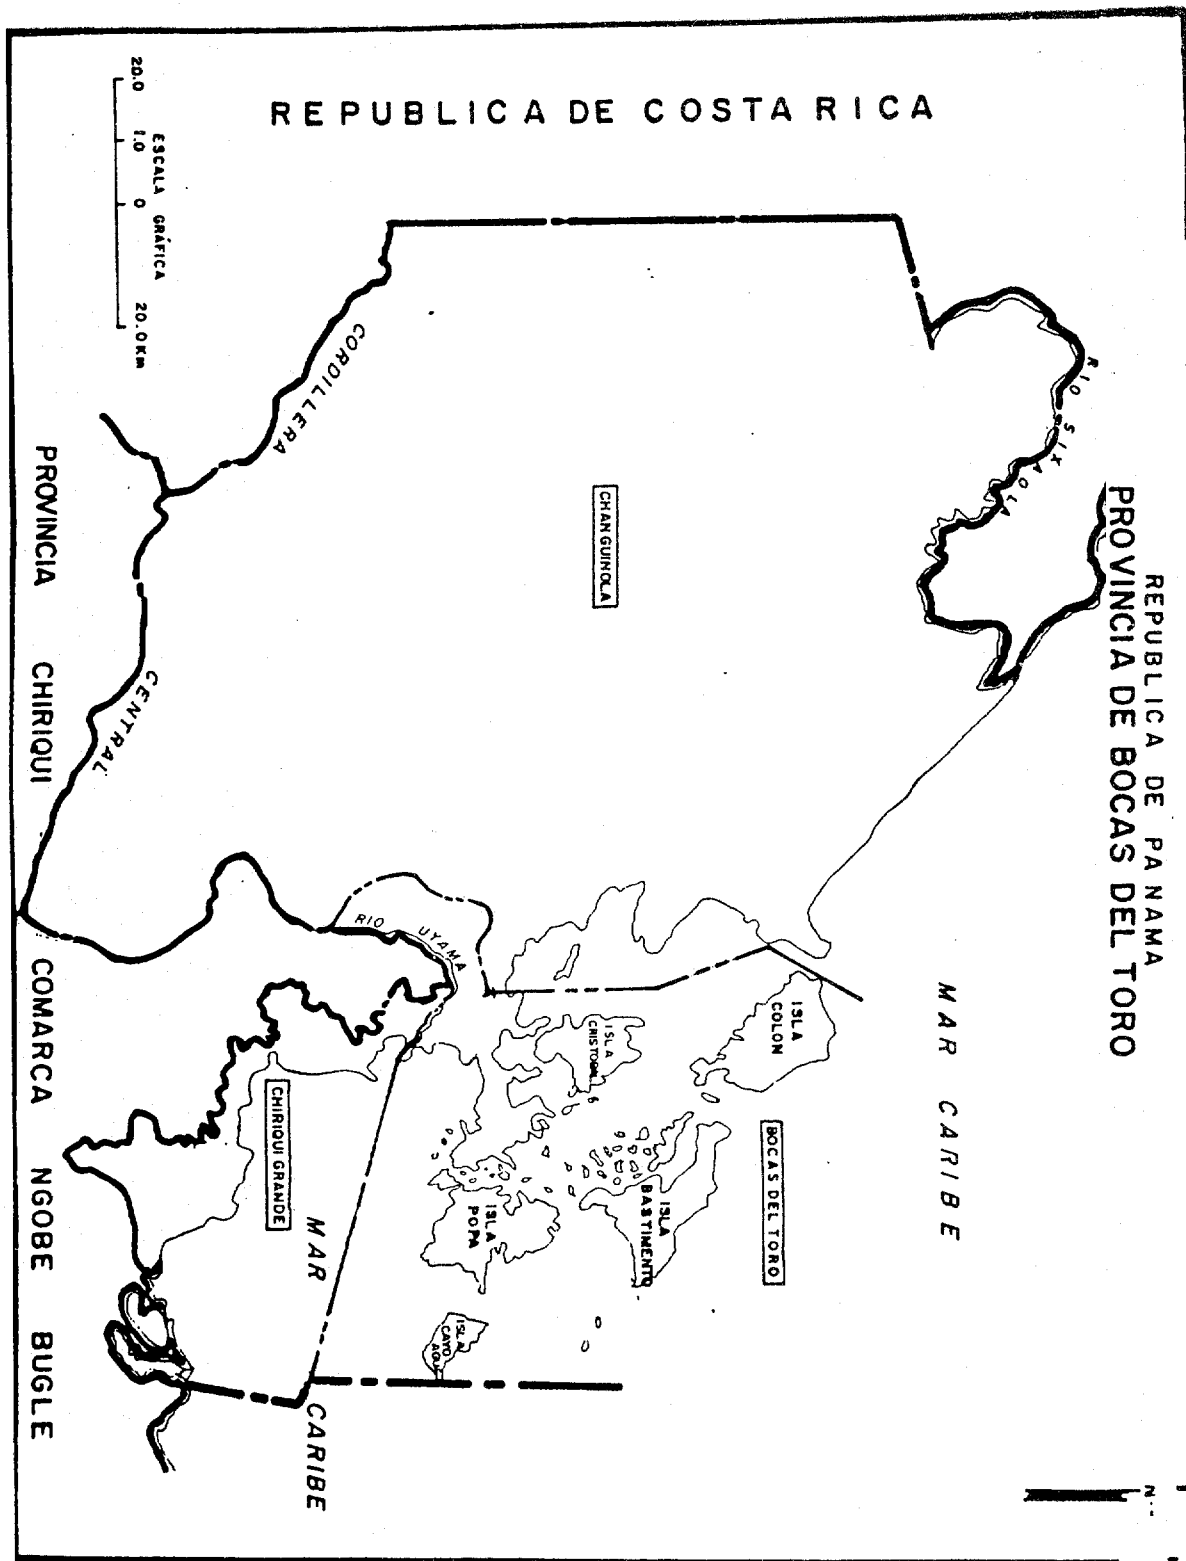 REPUBLICA DE PANAMA
PROVINCIA DE BOCAS DEL TORO
REPUBLICA DE COSTA RICA
N
MAR CARIBE
RIO SIXAOLA
BOCAS DEL TORO
ISLA
COLON
ISLA
BASTIMENTO
CHANGUINOLA
ISLA
CRISTOBAL
ISLA
POPA
ISLA
CAYO
AGUA
RIO UYAMA
CORDILLERA
CENTRAL
MAR CARIBE
CHIRIQUI GRANDE
ESCALA GRÁFICA
20.0 1.0 0 20.0 Km
PROVINCIA CHIRIQUI COMARCA NGOBE BUGLE